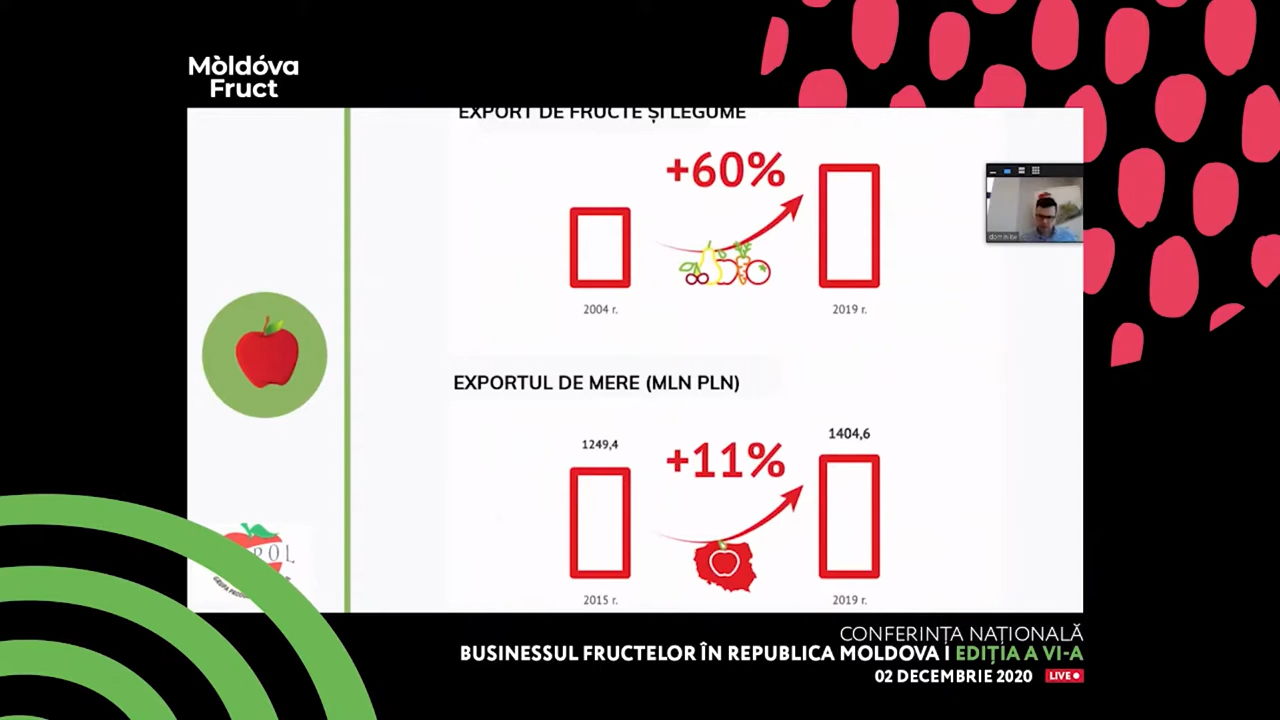 Mòldóva
Fruct
EXPORT DE FRUCTE ȘI LEGUME
+60%
2004 r.
2019 r.
EXPORTUL DE MERE (MLN PLN)
1249,4
+11%
1404,6
2015 r.
2019 r.
CONFERINȚA NAȚIONALĂ
BUSINESSUL FRUCTELOR ÎN REPUBLICA MOLDOVA I EDIȚIA A VI-A
02 DECEMBRIE 2020 LIVE